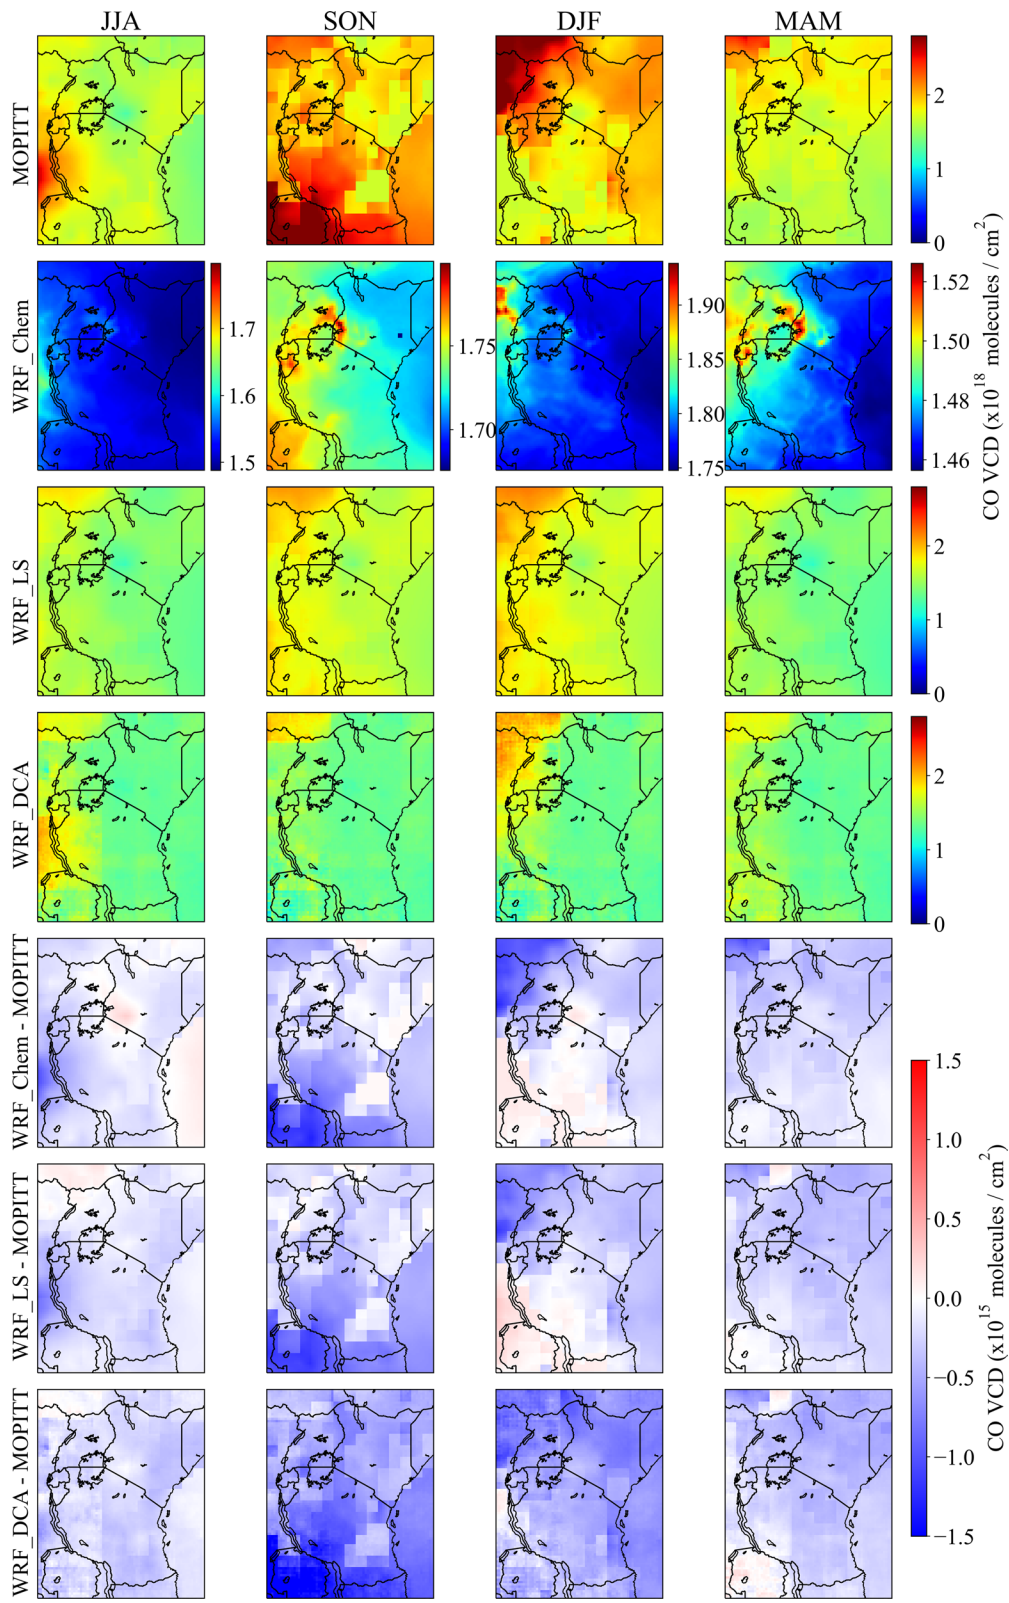 JJA SON DJF MAM
MOPITT
2
1
0
WRF_Chem
1.7
1.6
1.5
1.75
1.70
1.90
1.85
1.80
1.75
1.52
1.50
1.48
1.46
CO VCD (x10^18 molecules / cm^2)
WRF_LS
2
1
0
WRF_DCA
2
1
0
WRF_Chem - MOPITT
WRF_LS - MOPITT
WRF_DCA - MOPITT
1.5
1.0
0.5
0.0
−0.5
−1.0
−1.5
CO VCD (x10^15 molecules / cm^2)